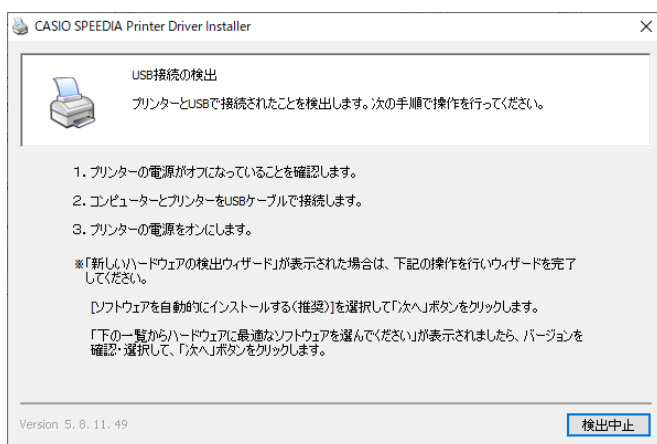 CASIO SPEEDIA Printer Driver Installer
USB接続の検出
プリンターとUSBで接続されたことを検出します。次の手順で操作を行ってください。
1. プリンターの電源がオフになっていることを確認します。
2. コンピューターとプリンターをUSBケーブルで接続します。
3. プリンターの電源をオンにします。
※「新しいハードウェアの検出ウィザード」が表示された場合は、下記の操作を行いウィザードを完了
してください。
[ソフトウェアを自動的にインストールする(推奨)]を選択して「次へ」ボタンをクリックします。
「下の一覧からハードウェアに最適なソフトウェアを選んでください」が表示されましたら、バージョンを
確認・選択して、「次へ」ボタンをクリックします。
Version 5. 8. 11. 49
検出中止